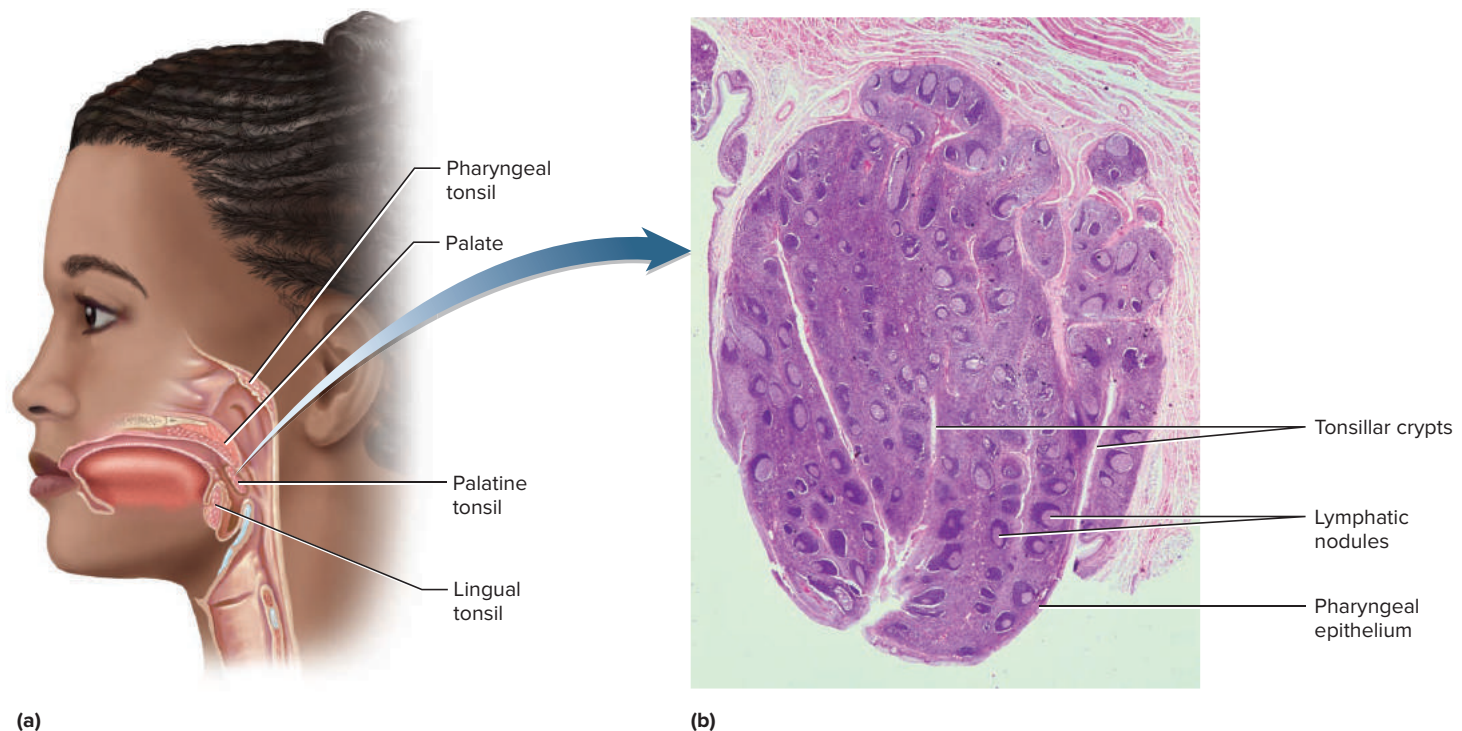 Pharyngeal
tonsil
Palate
Palatine
tonsil
Lingual
tonsil
(a)
Tonsillar crypts
Lymphatic
nodules
Pharyngeal
epithelium
(b)